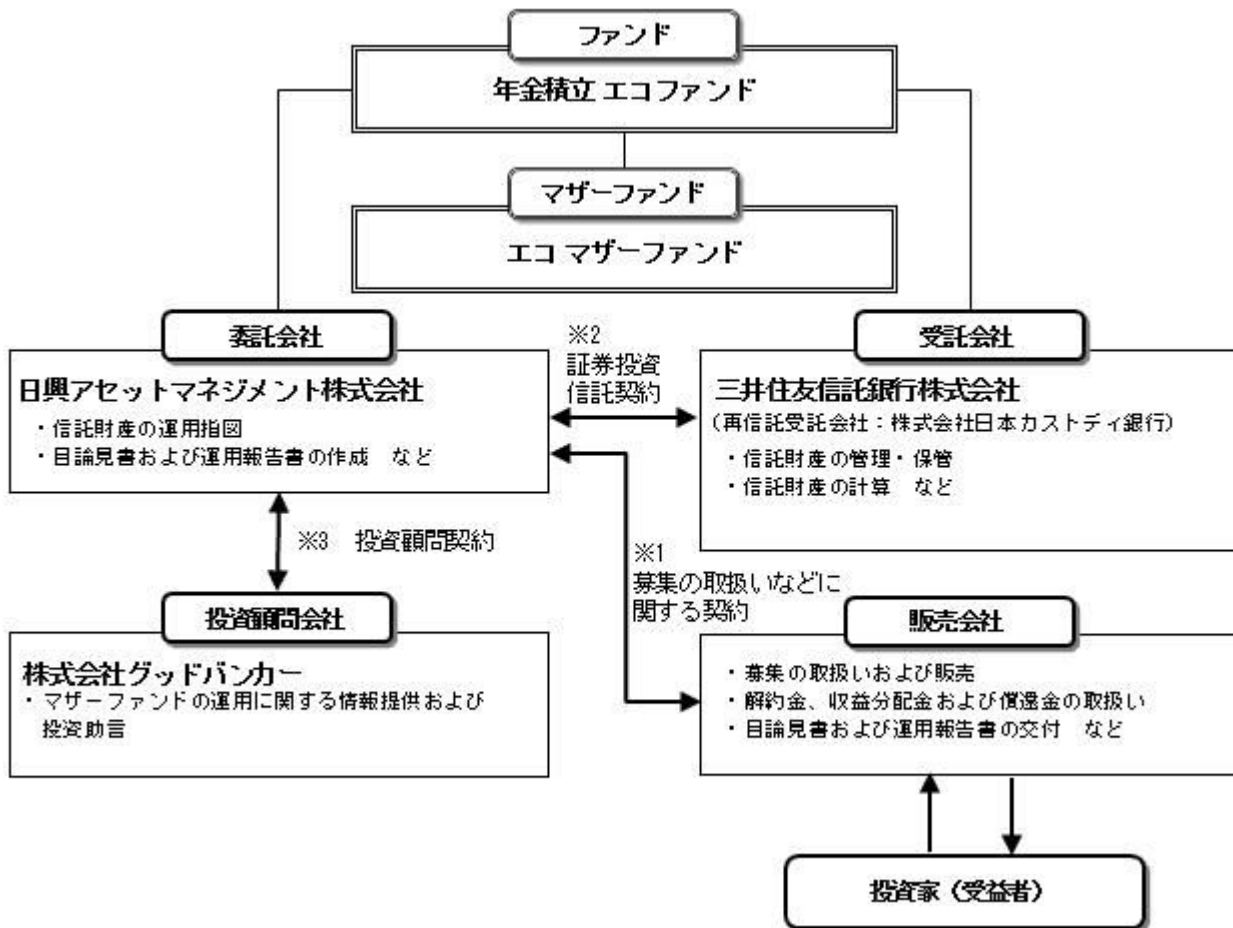 ファンド
年金積立 エコファンド
マザーファンド
エコ マザーファンド
委託会社
日興アセットマネジメント株式会社
・信託財産の運用指図
・目論見書および運用報告書の作成 など
※2
証券投資
信託契約
受託会社
三井住友信託銀行株式会社
(再信託受託会社:株式会社日本カストディ銀行)
・信託財産の管理・保管
・信託財産の計算 など
※3 投資顧問契約
※1
募集の取扱いなどに
関する契約
投資顧問会社
株式会社グッドバンカー
・マザーファンドの運用に関する情報提供および
投資助言
販売会社
・募集の取扱いおよび販売
・解約金、収益分配金および償還金の取扱い
・目論見書および運用報告書の交付 など
投資家(受益者)